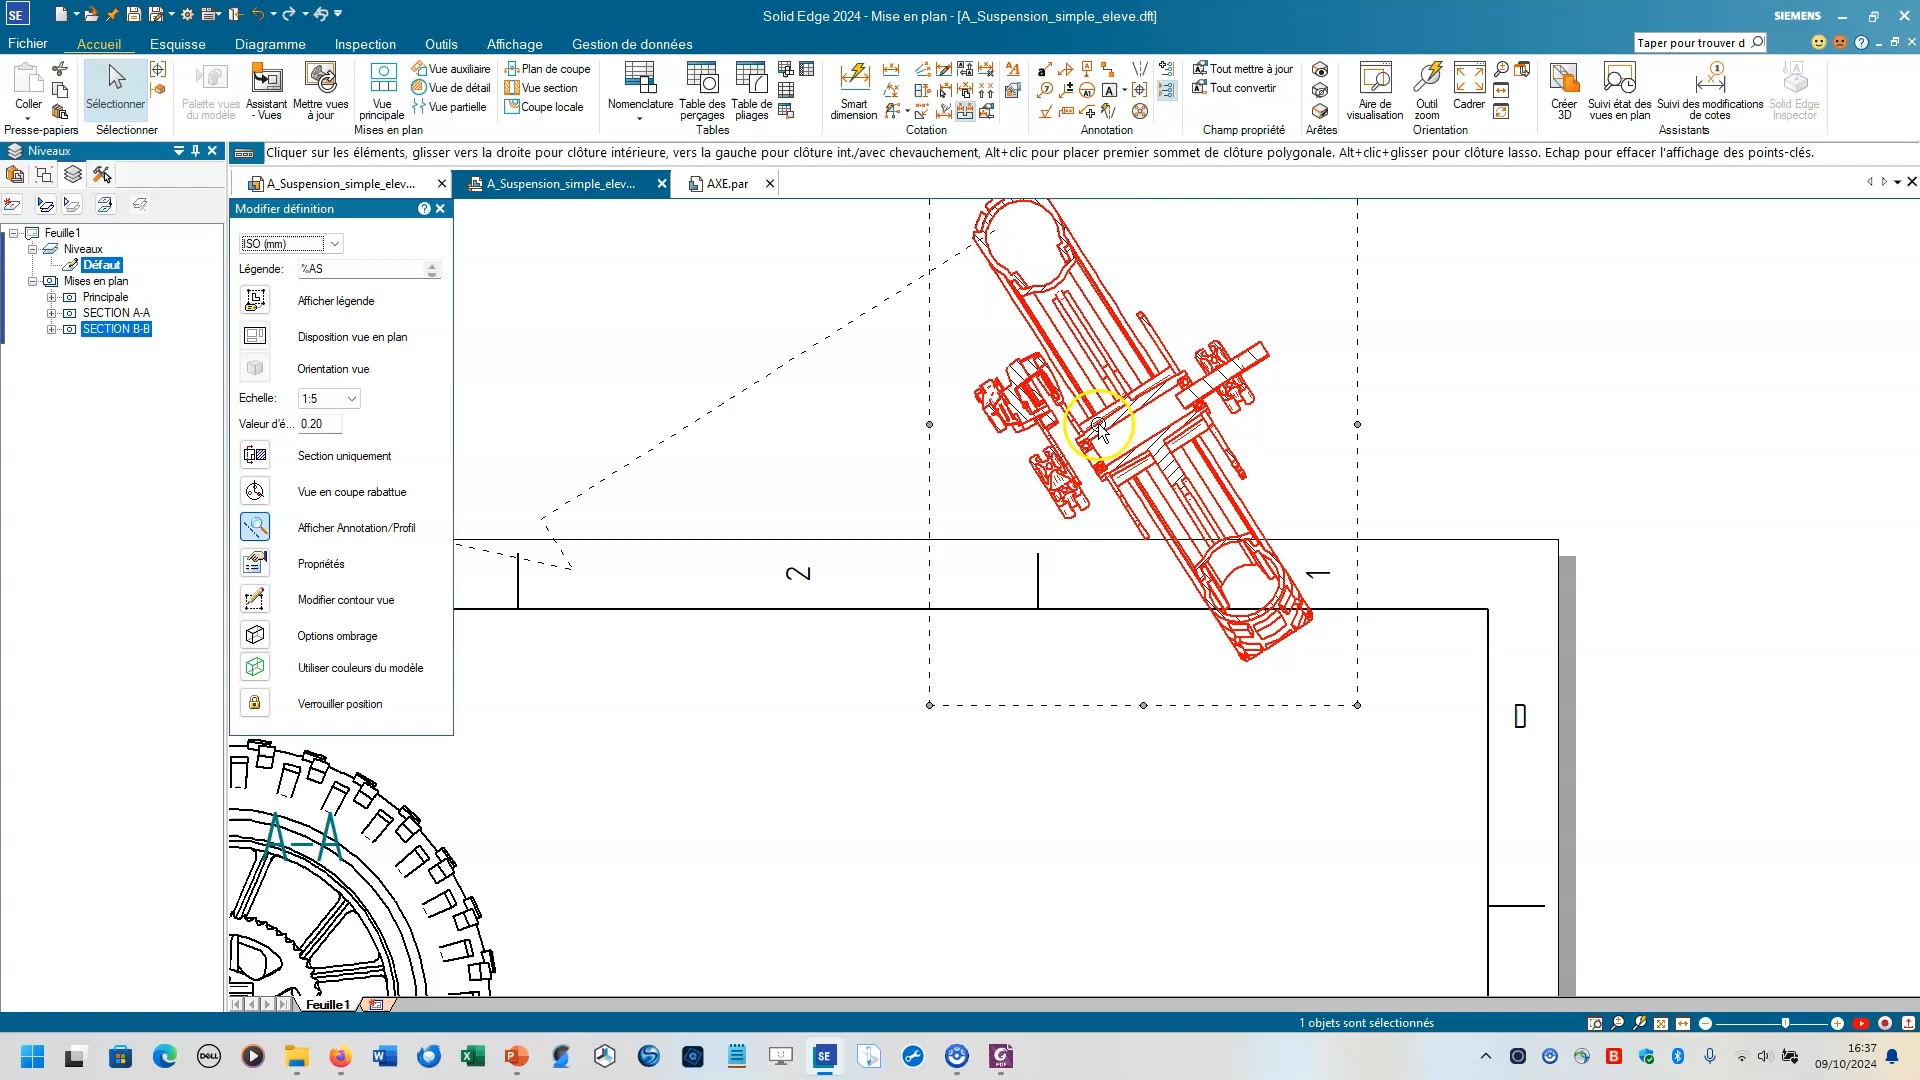 Solid Edge 2024 - Mise en plan - [A_Suspension_simple_eleve.dft]
SIEMENS
Fichier
Accueil
Esquisse
Diagramme
Inspection
Outils
Affichage
Gestion de données
Taper pour trouver d
Coller
Presse-papiers
Sélectionner
Sélectionner
Palette vues du modèle
Assistant - Vues
Mettre vues à jour
Vue principale
Vue auxiliaire
Vue de détail
Vue partielle
Plan de coupe
Vue section
Coupe locale
Mises en plan
Nomenclature
Table des perçages
Table de pliages
Tables
Smart dimension
Cotation
Annotation
Tout mettre à jour
Tout convertir
Champ propriété
Arêtes
Aire de visualisation
Outil zoom
Cadrer
Orientation
Créer 3D
Suivi état des vues en plan
Suivi des modifications de cotes
Solid Edge Inspector
Assistants
Niveaux
Cliquer sur les éléments, glisser vers la droite pour clôture intérieure, vers la gauche pour clôture int./avec chevauchement, Alt+clic pour placer premier sommet de clôture polygonale. Alt+clic+glisser pour clôture lasso. Echap pour effacer l'affichage des points-clés.
A_Suspension_simple_elev...
A_Suspension_simple_elev...
AXE.par
Feuille1
Niveaux
Défaut
Mises en plan
Principale
SECTION A-A
SECTION B-B
Modifier définition
ISO (mm)
Légende: %AS
Afficher légende
Disposition vue en plan
Orientation vue
Echelle: 1:5
Valeur d'é... 0.20
Section uniquement
Vue en coupe rabattue
Afficher Annotation/Profil
Propriétés
Modifier contour vue
Options ombrage
Utiliser couleurs du modèle
Verrouiller position
2
1
D
A-A
Feuille1
1 objets sont sélectionnés
16:37
09/10/2024